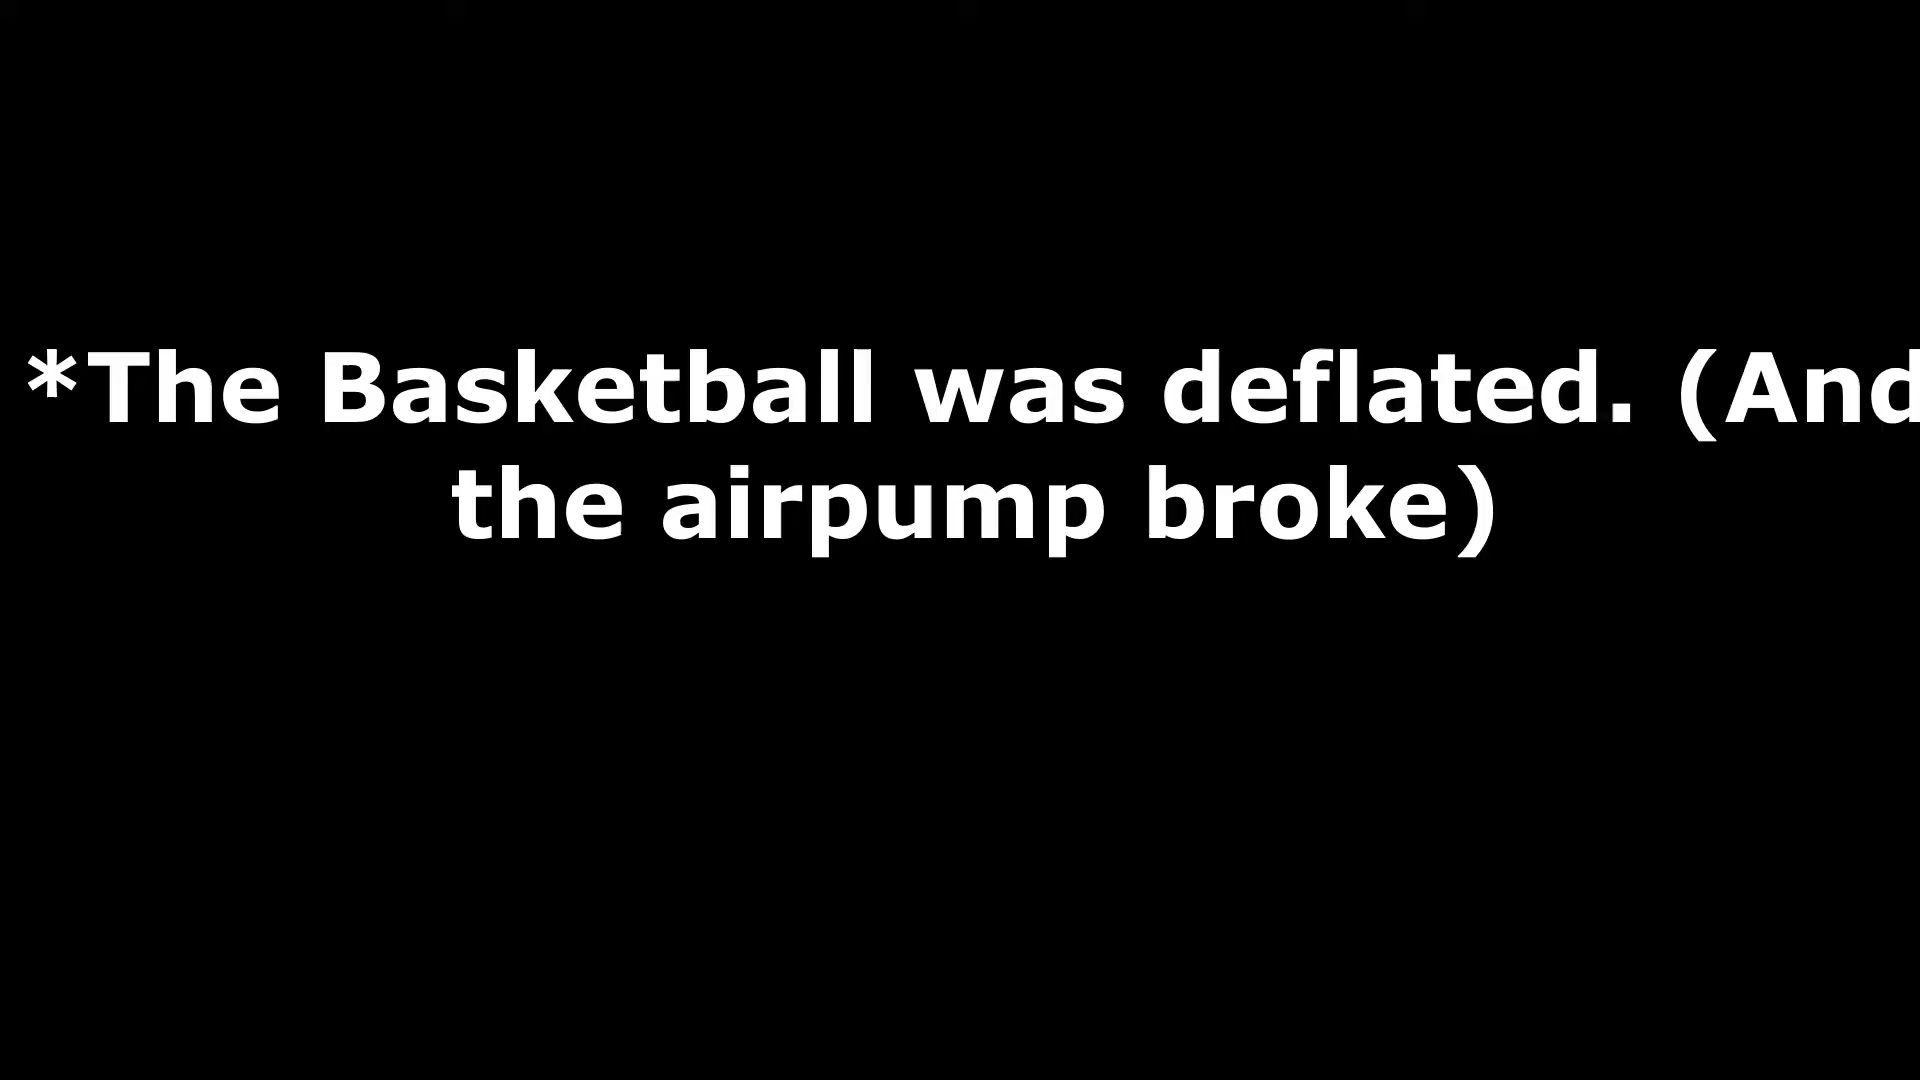 *The Basketball was deflated. (And
the airpump broke)